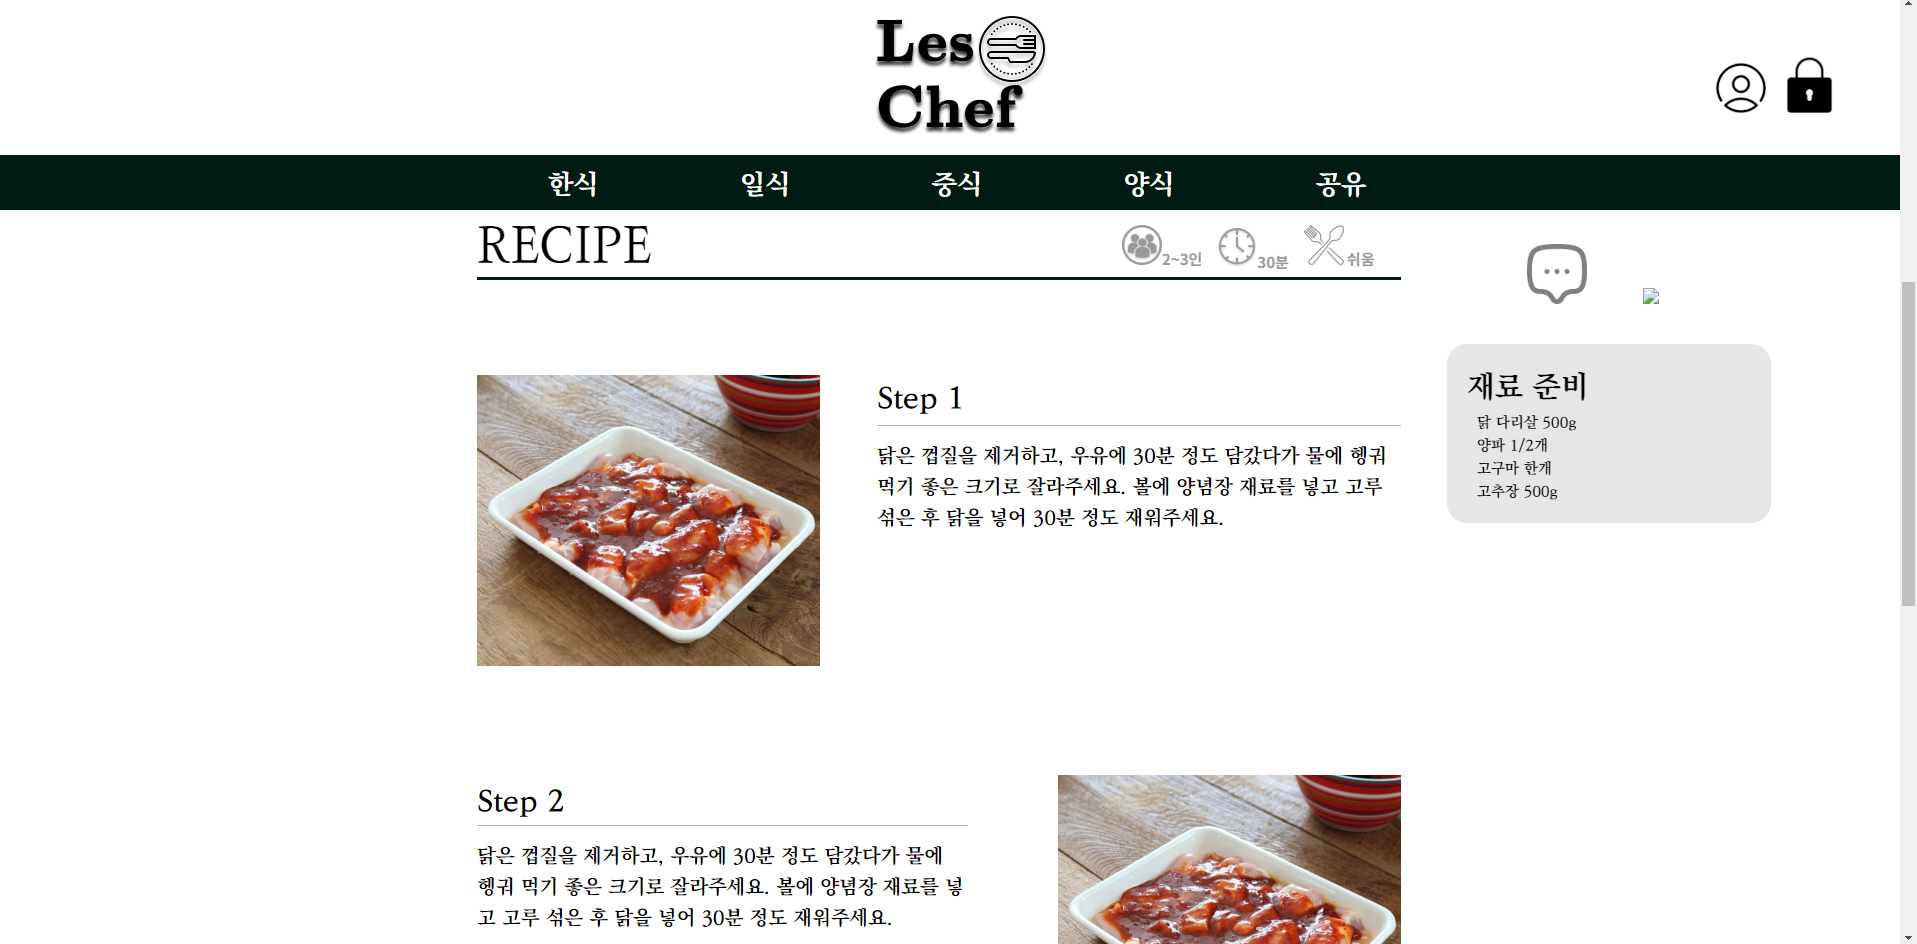 Les
Chef
한식 일식 중식 양식 공유
RECIPE
2~3인 30분 쉬움
Step 1
닭은 껍질을 제거하고, 우유에 30분 정도 담갔다가 물에 헹궈
먹기 좋은 크기로 잘라주세요. 볼에 양념장 재료를 넣고 고루
섞은 후 닭을 넣어 30분 정도 재워주세요.
재료 준비
닭 다리살 500g
양파 1/2개
고구마 한개
고추장 500g
Step 2
닭은 껍질을 제거하고, 우유에 30분 정도 담갔다가 물에
헹궈 먹기 좋은 크기로 잘라주세요. 볼에 양념장 재료를 넣
고 고루 섞은 후 닭을 넣어 30분 정도 재워주세요.